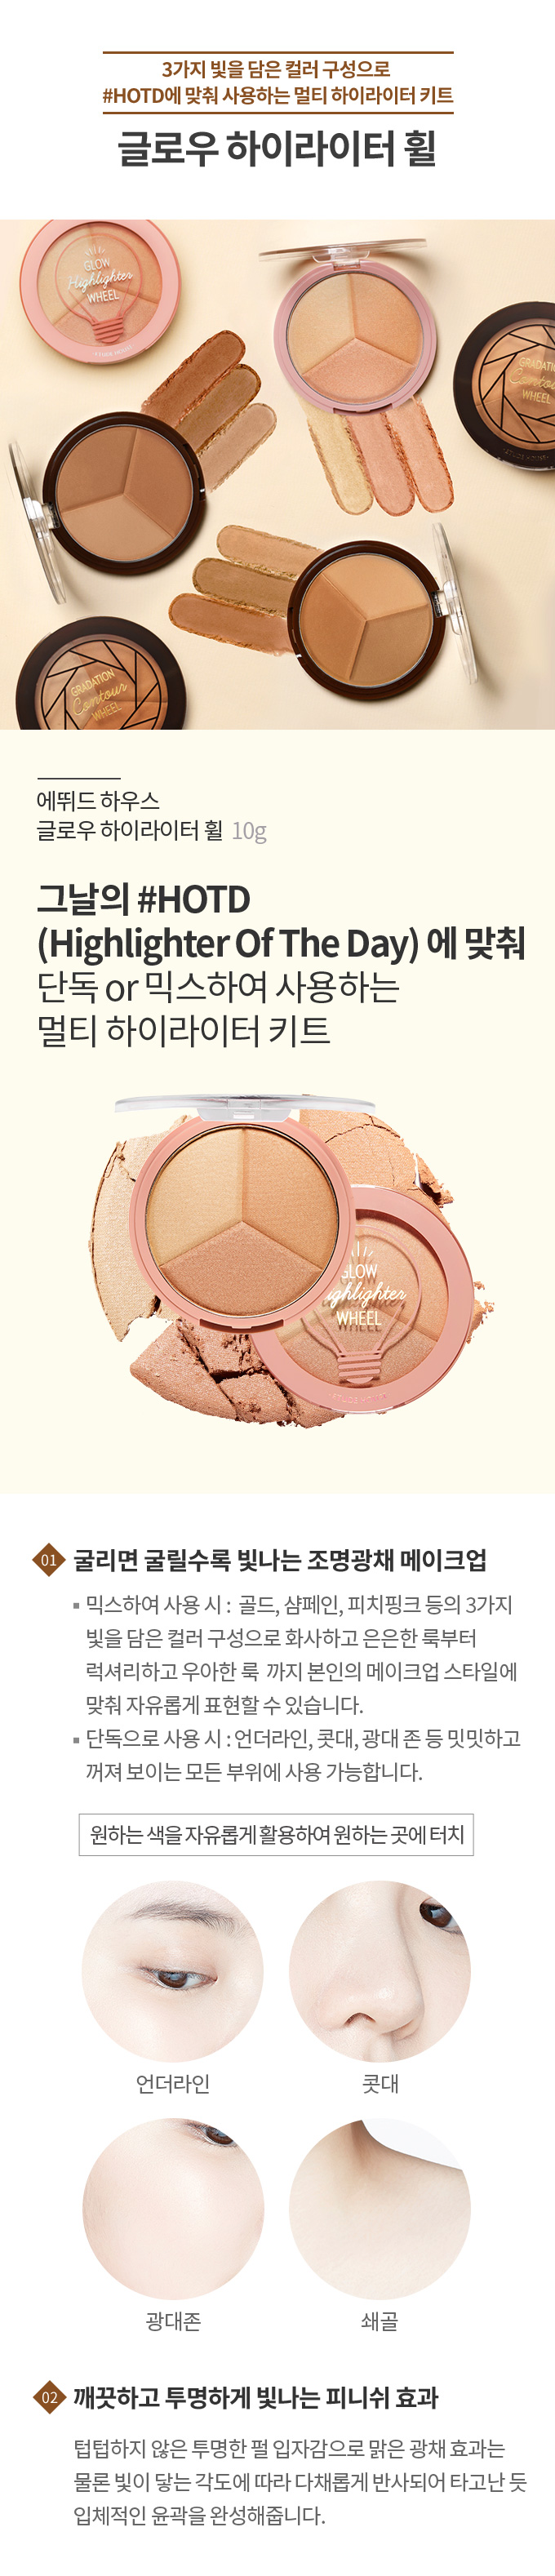 3가지 빛을 담은 컬러 구성으로
#HOTD에 맞춰 사용하는 멀티 하이라이터 키트
글로우 하이라이터 휠
GLOW
Highlighter
WHEEL
ETUDE HOUSE
GRADATI
Contou
WHEEL
GRADATION
Contour
WHEEL
에뛰드 하우스
글로우 하이라이터 휠 10g
그날의 #HOTD
(Highlighter Of The Day) 에 맞춰
단독 or 믹스하여 사용하는
멀티 하이라이터 키트
GLOW
ighlighter
WHEEL
01 굴리면 굴릴수록 빛나는 조명광채 메이크업
▪ 믹스하여 사용 시 : 골드, 샴페인, 피치핑크 등의 3가지
빛을 담은 컬러 구성으로 화사하고 은은한 룩부터
럭셔리하고 우아한 룩 까지 본인의 메이크업 스타일에
맞춰 자유롭게 표현할 수 있습니다.
▪ 단독으로 사용 시 : 언더라인, 콧대, 광대 존 등 밋밋하고
꺼져 보이는 모든 부위에 사용 가능합니다.
원하는 색을 자유롭게 활용하여 원하는 곳에 터치
언더라인
콧대
광대존
쇄골
02 깨끗하고 투명하게 빛나는 피니쉬 효과
텁텁하지 않은 투명한 펄 입자감으로 맑은 광채 효과는
물론 빛이 닿는 각도에 따라 다채롭게 반사되어 타고난 듯
입체적인 윤곽을 완성해줍니다.